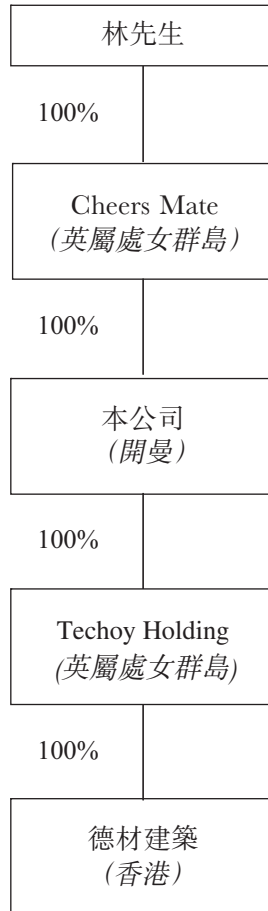 林先生
100%
Cheers Mate
（英屬處女群島）
100%
本公司
（開曼）
100%
Techoy Holding
(英屬處女群島)
100%
德材建築
（香港）